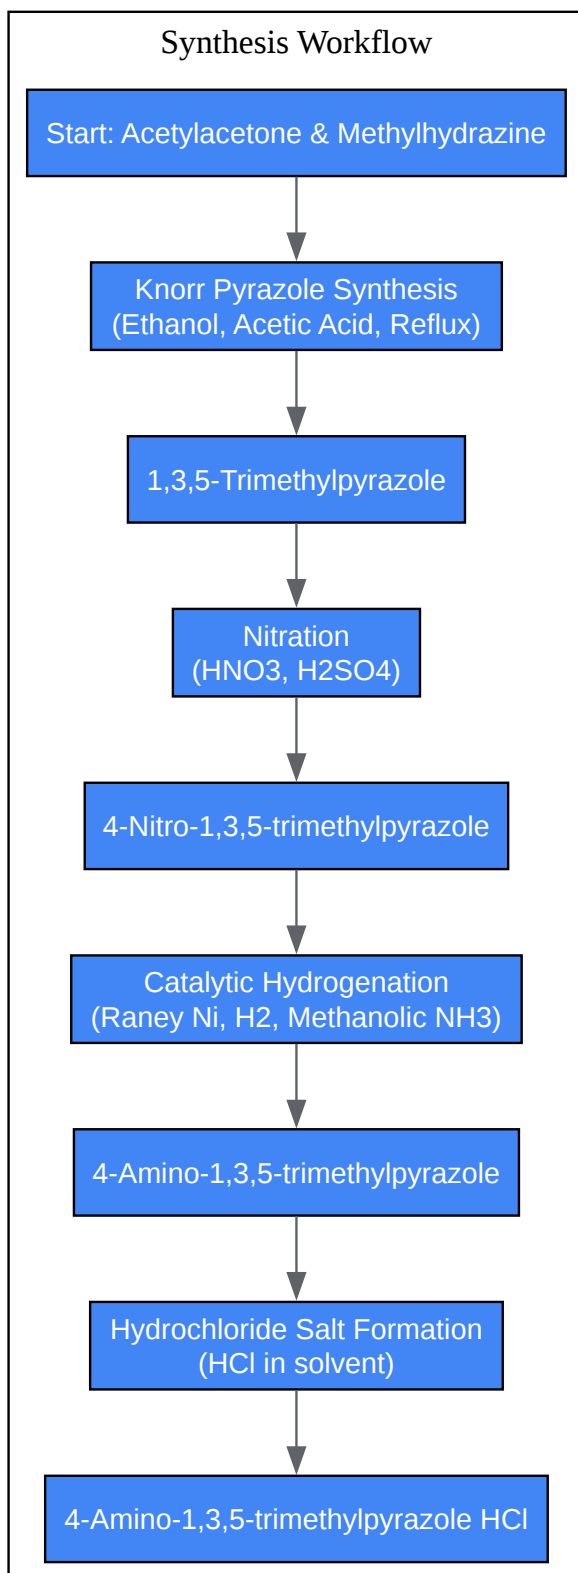 Synthesis Workflow
Start: Acetylacetone & Methylhydrazine
Knorr Pyrazole Synthesis
(Ethanol, Acetic Acid, Reflux)
1,3,5-Trimethylpyrazole
Nitration
(HNO3, H2SO4)
4-Nitro-1,3,5-trimethylpyrazole
Catalytic Hydrogenation
(Raney Ni, H2, Methanolic NH3)
4-Amino-1,3,5-trimethylpyrazole
Hydrochloride Salt Formation
(HCl in solvent)
4-Amino-1,3,5-trimethylpyrazole HCl